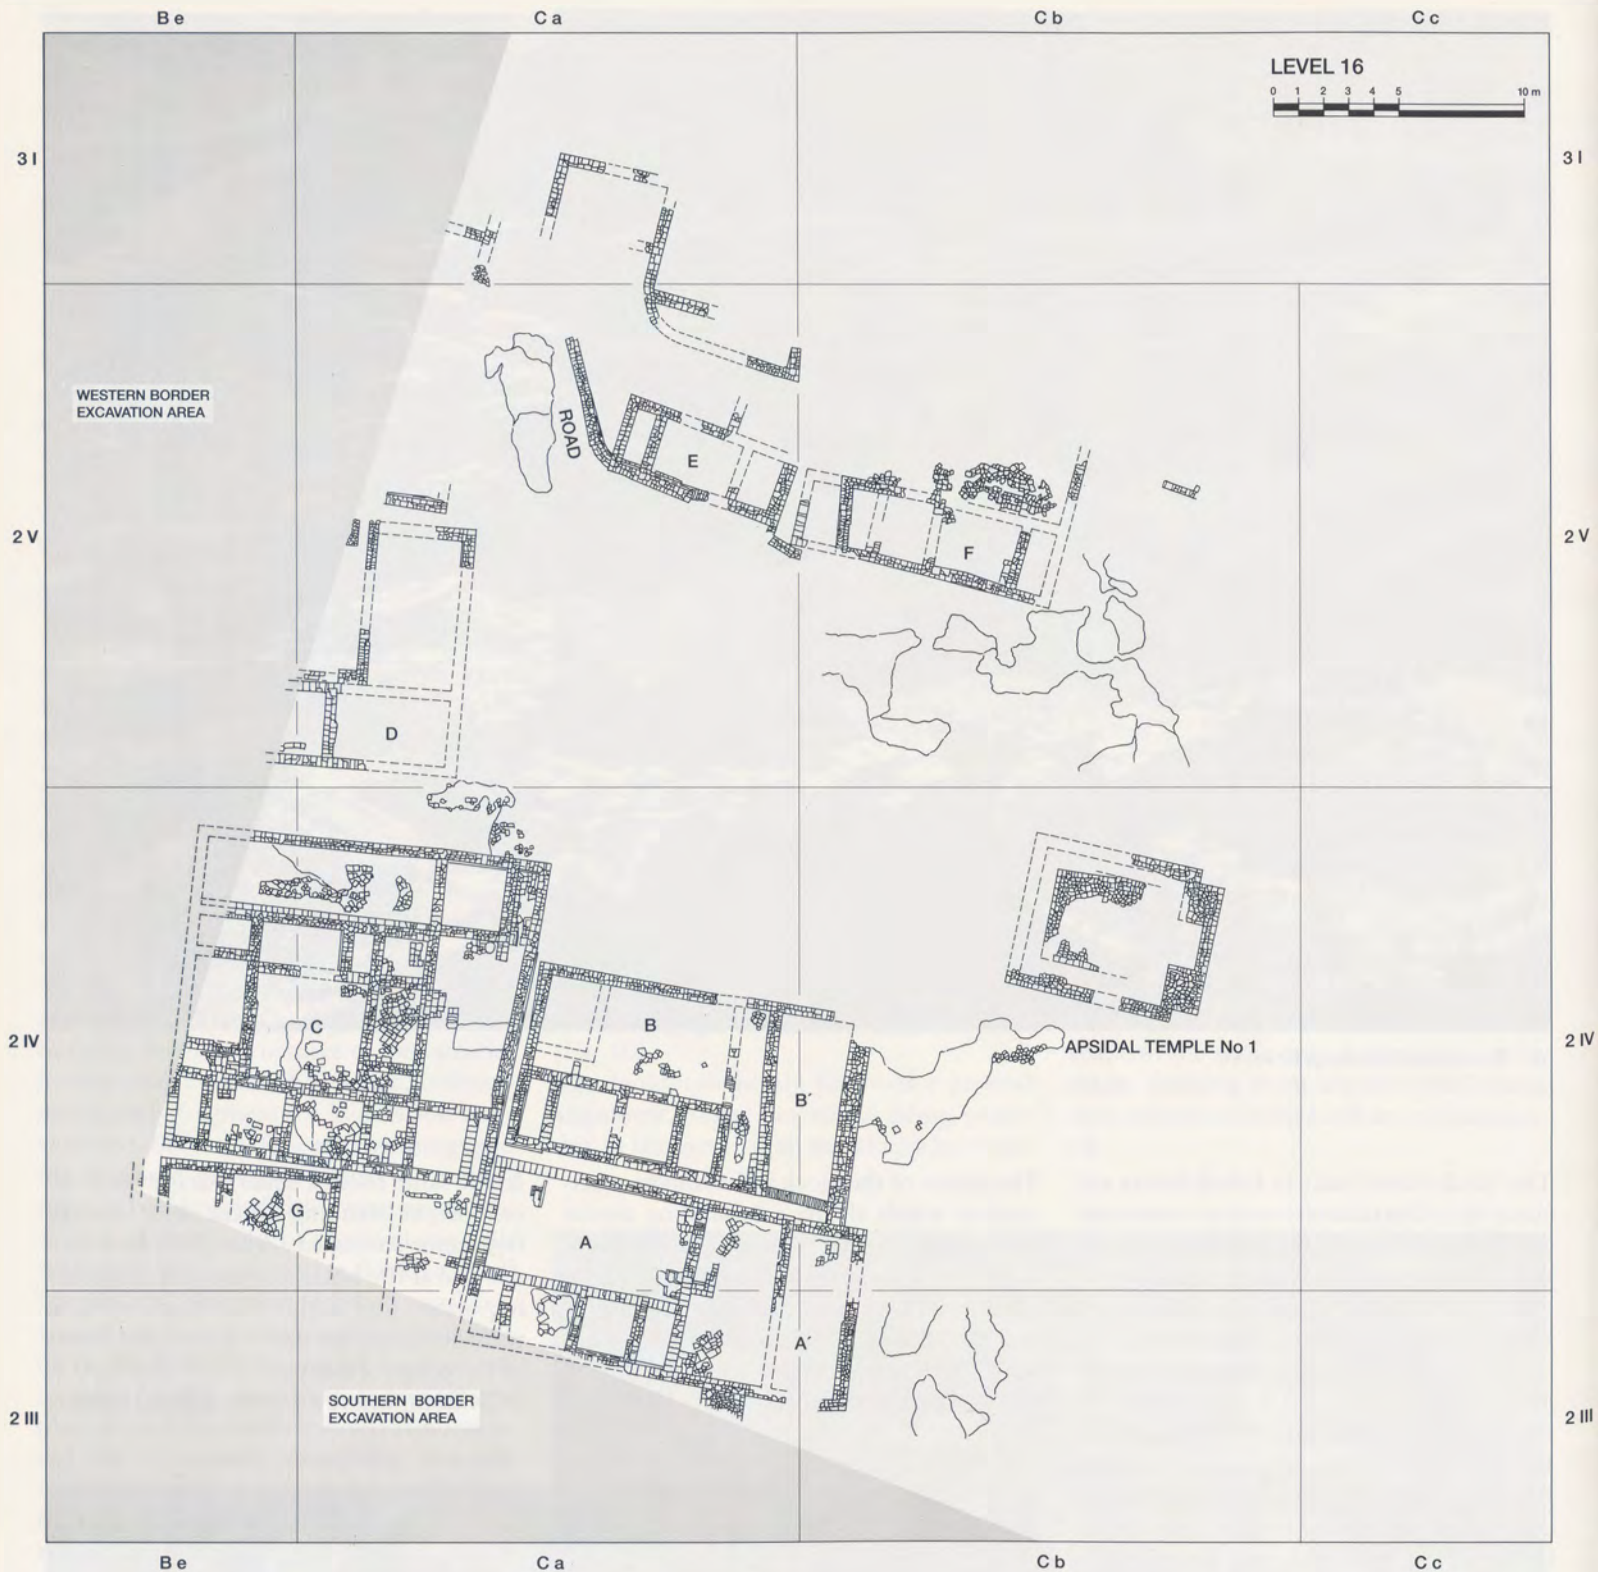 Be Ca Cb Cc
LEVEL 16
0 1 2 3 4 5 10 m
3 I 3 I
WESTERN BORDER
EXCAVATION AREA
ROAD
E
2 V F 2 V
D
C B
2 IV APSIDAL TEMPLE No 1 2 IV
B′
G
A
A′
SOUTHERN BORDER
EXCAVATION AREA
2 III 2 III
Be Ca Cb Cc